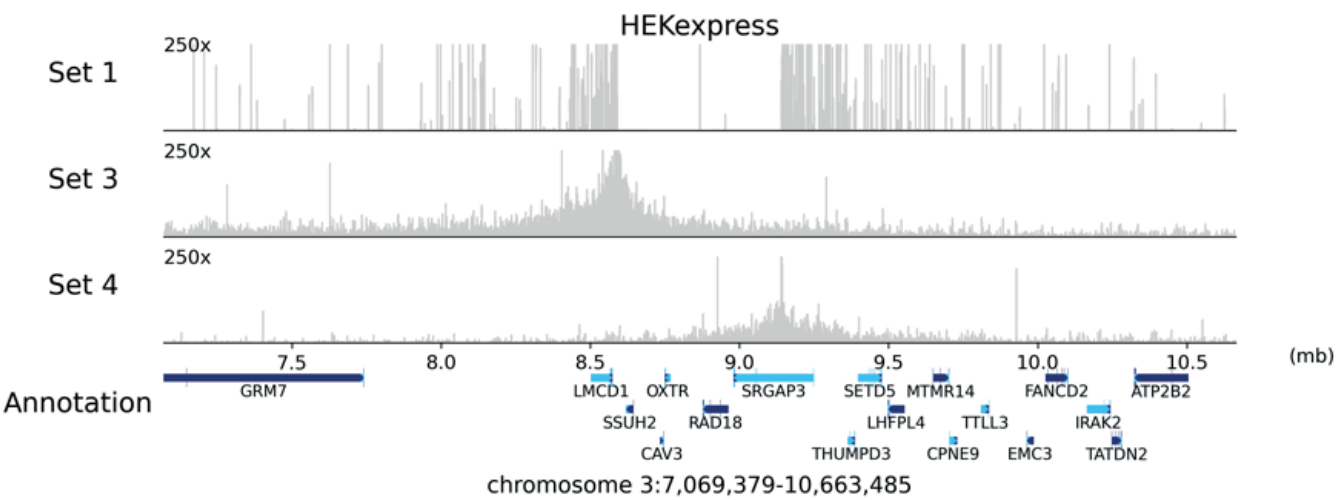 HEKexpress
250x
Set 1
250x
Set 3
250x
Set 4
7.5 8.0 8.5 9.0 9.5 10.0 10.5 (mb)
GRM7 LMCD1 OXTR SRGAP3 SETD5 MTMR14 FANCD2 ATP2B2
Annotation
SSUH2 RAD18 LHFPL4 TTLL3 IRAK2
CAV3 THUMPD3 CPNE9 EMC3 TATDN2
chromosome 3:7,069,379-10,663,485